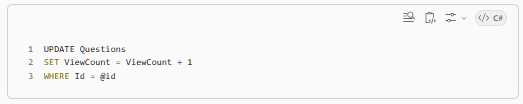 </> C#
1 UPDATE Questions
2 SET ViewCount = ViewCount + 1
3 WHERE Id = @id